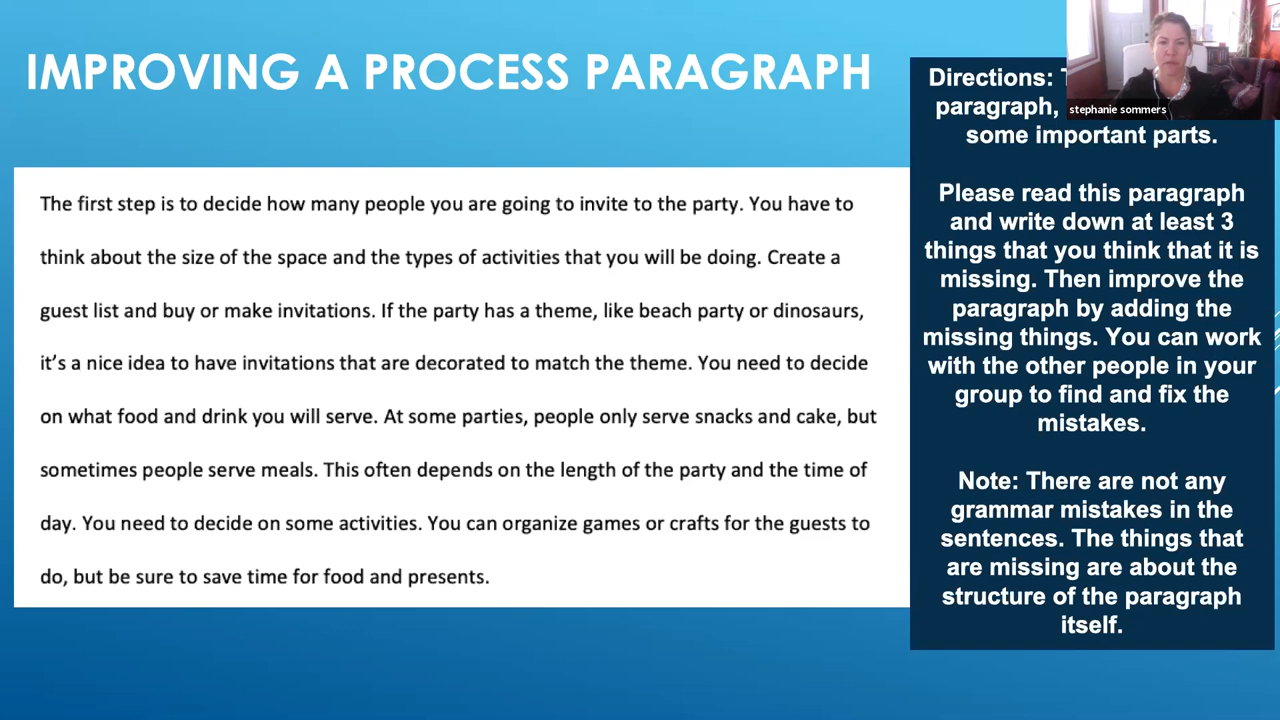 IMPROVING A PROCESS PARAGRAPH
The first step is to decide how many people you are going to invite to the party. You have to
think about the size of the space and the types of activities that you will be doing. Create a
guest list and buy or make invitations. If the party has a theme, like beach party or dinosaurs,
it's a nice idea to have invitations that are decorated to match the theme. You need to decide
on what food and drink you will serve. At some parties, people only serve snacks and cake, but
sometimes people serve meals. This often depends on the length of the party and the time of
day. You need to decide on some activities. You can organize games or crafts for the guests to
do, but be sure to save time for food and presents.
Directions:
paragraph,
some important parts.
Please read this paragraph
and write down at least 3
things that you think that it is
missing. Then improve the
paragraph by adding the
missing things. You can work
with the other people in your
group to find and fix the
mistakes.
Note: There are not any
grammar mistakes in the
sentences. The things that
are missing are about the
structure of the paragraph
itself.
stephanie sommers